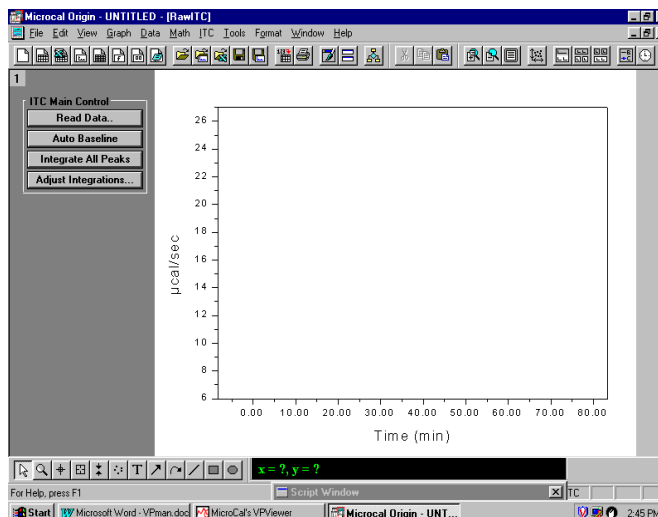 Microcal Origin - UNTITLED - [RawITC]
File Edit View Graph Data Math ITC Tools Format Window Help
1
ITC Main Control
Read Data..
Auto Baseline
Integrate All Peaks
Adjust Integrations...
26
24
22
20
18
16
14
12
10
8
6
µcal/sec
0.00 10.00 20.00 30.00 40.00 50.00 60.00 70.00 80.00
Time (min)
T
x = ?, y = ?
For Help, press F1
Script Window
TC
Start Microsoft Word - VPman.doc MicroCal's VPViewer Microcal Origin - UNT... 2:45 PM